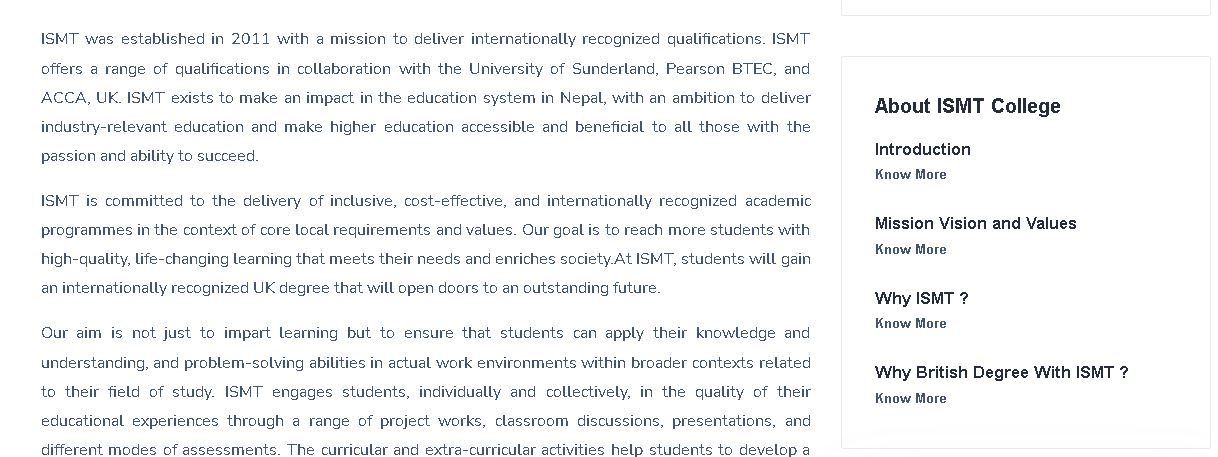 ISMT was established in 2011 with a mission to deliver internationally recognized qualifications. ISMT
offers a range of qualifications in collaboration with the University of Sunderland, Pearson BTEC, and
ACCA, UK. ISMT exists to make an impact in the education system in Nepal, with an ambition to deliver
industry-relevant education and make higher education accessible and beneficial to all those with the
passion and ability to succeed.
ISMT is committed to the delivery of inclusive, cost-effective, and internationally recognized academic
programmes in the context of core local requirements and values. Our goal is to reach more students with
high-quality, life-changing learning that meets their needs and enriches society.At ISMT, students will gain
an internationally recognized UK degree that will open doors to an outstanding future.
Our aim is not just to impart learning but to ensure that students can apply their knowledge and
understanding, and problem-solving abilities in actual work environments within broader contexts related
to their field of study. ISMT engages students, individually and collectively, in the quality of their
educational experiences through a range of project works, classroom discussions, presentations, and
different modes of assessments. The curricular and extra-curricular activities help students to develop a
About ISMT College
Introduction
Know More
Mission Vision and Values
Know More
Why ISMT ?
Know More
Why British Degree With ISMT ?
Know More